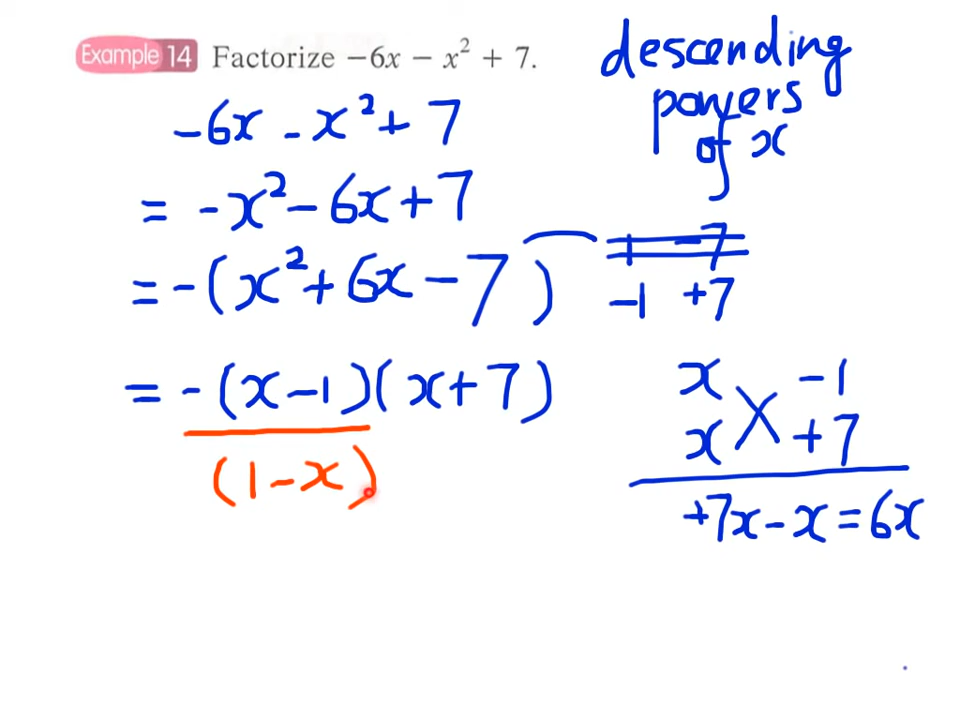 Example 14 Factorize −6x − x² + 7.
descending
powers
of x
-6x - x² + 7
= -x² - 6x + 7
= -(x² + 6x - 7)
+1 -7
-1 +7
= -(x-1)(x+7)
(1-x)
x -1
x +7
+7x - x = 6x